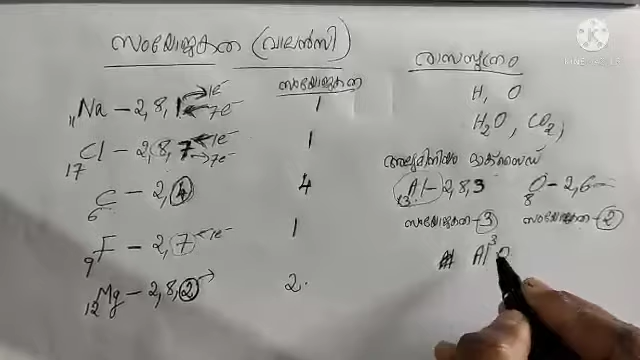 സംയോജകത (വാലൻസി)
സംയോജകത
₁₁Na – 2, 8, 1 1e⁻ 7e⁻ 1
₁₇Cl – 2, 8, 7 1e⁻ 7e⁻ 1
₆C – 2, 4 4
₉F – 2, 7 1e⁻ 1
₁₂Mg – 2, 8, 2 2.
രാസസൂത്രം
H, O
H₂O, CO₂,
അലൂമിനിയം ഓക്സൈഡ്
₁₃Al – 2, 8, 3 ₈O – 2, 6
സംയോജകത – 3 സംയോജകത – 2
Al³ O